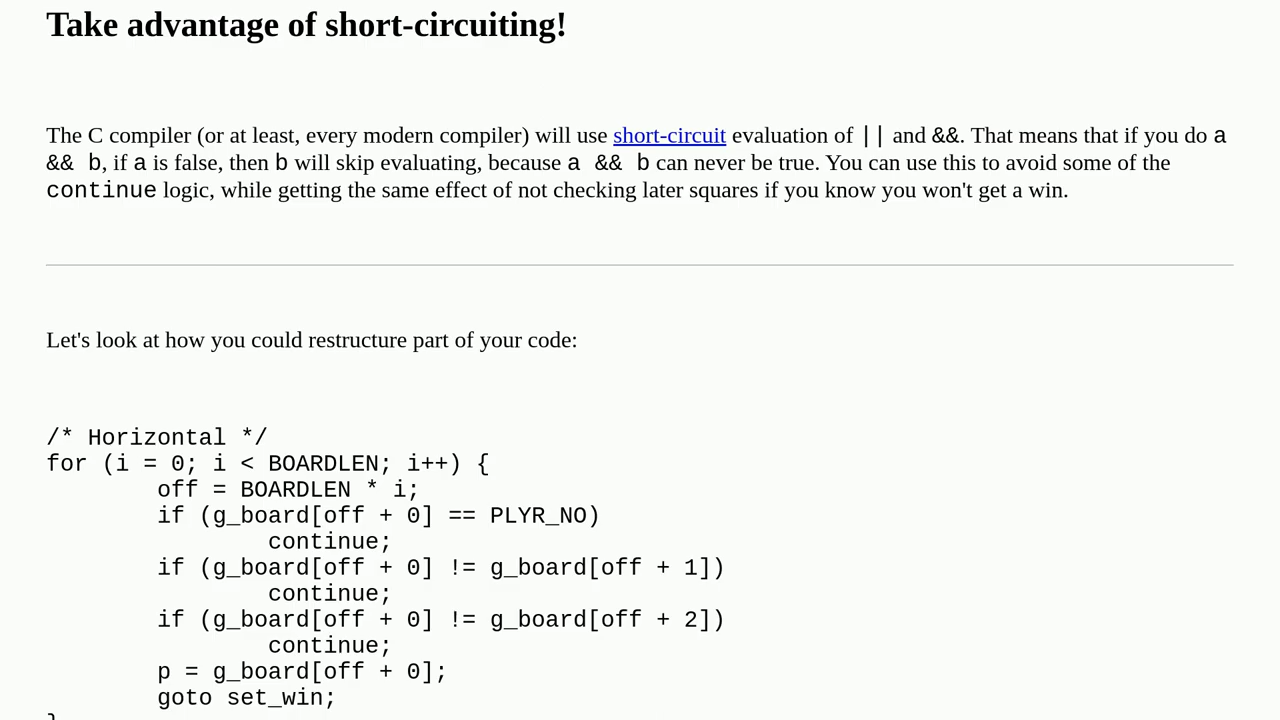 Take advantage of short-circuiting!
The C compiler (or at least, every modern compiler) will use short-circuit evaluation of || and &&. That means that if you do a
&& b, if a is false, then b will skip evaluating, because a && b can never be true. You can use this to avoid some of the
continue logic, while getting the same effect of not checking later squares if you know you won't get a win.
Let's look at how you could restructure part of your code:
/* Horizontal */
for (i = 0; i < BOARDLEN; i++) {
        off = BOARDLEN * i;
        if (g_board[off + 0] == PLYR_NO)
                continue;
        if (g_board[off + 0] != g_board[off + 1])
                continue;
        if (g_board[off + 0] != g_board[off + 2])
                continue;
        p = g_board[off + 0];
        goto set_win;
}